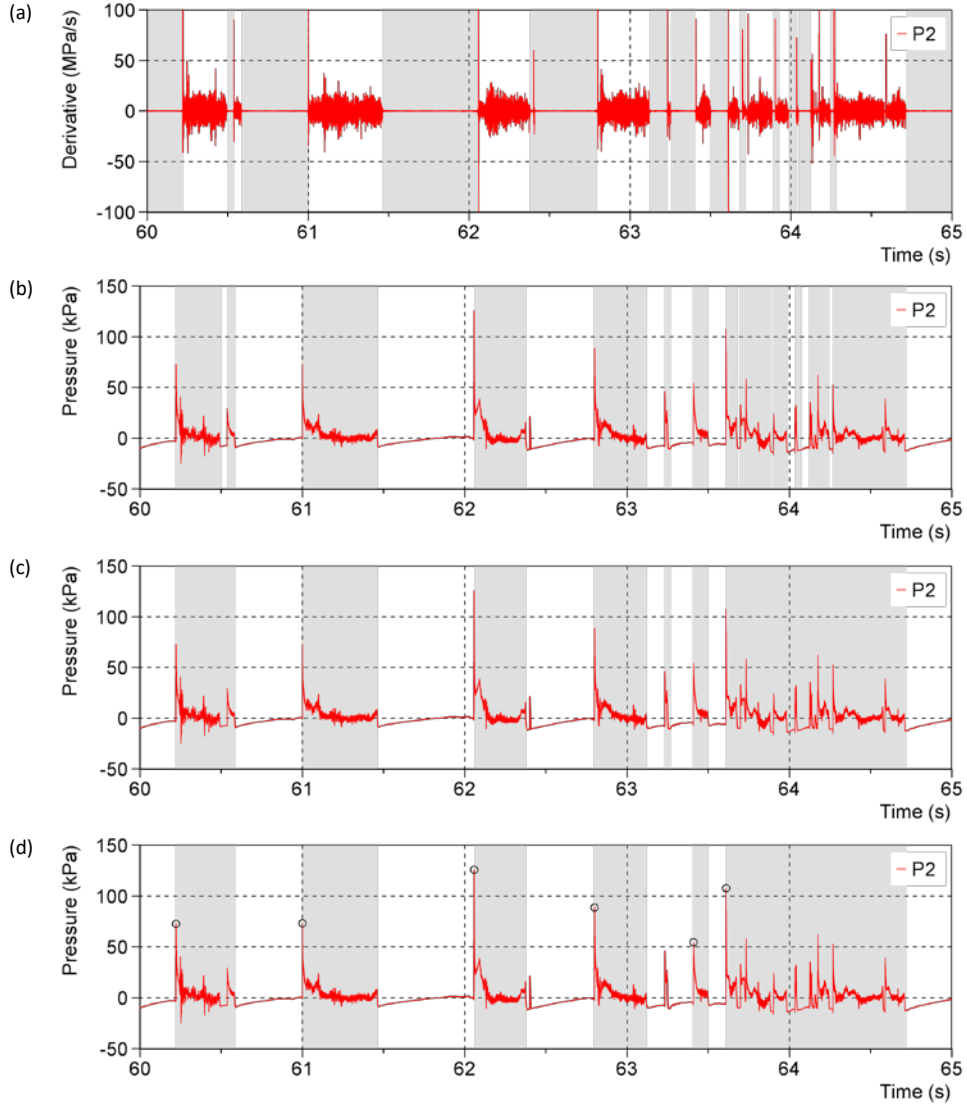 (a)
Derivative (MPa/s)
100
50
0
-50
-100
P2
60 61 62 63 64 65
Time (s)
(b)
Pressure (kPa)
150
100
50
0
-50
P2
60 61 62 63 64 65
Time (s)
(c)
Pressure (kPa)
150
100
50
0
-50
P2
60 61 62 63 64 65
Time (s)
(d)
Pressure (kPa)
150
100
50
0
-50
P2
60 61 62 63 64 65
Time (s)